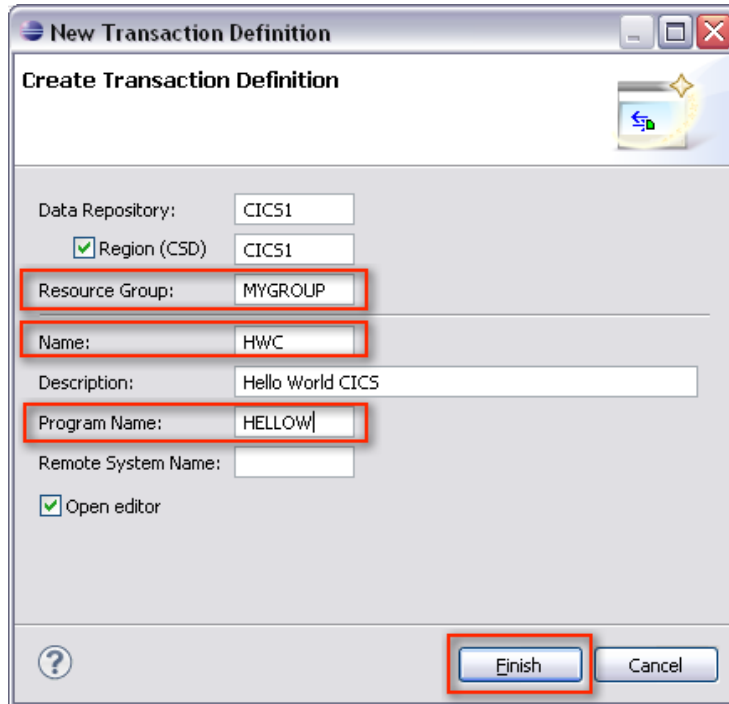 New Transaction Definition
Create Transaction Definition
Data Repository: CICS1
Region (CSD) CICS1
Resource Group: MYGROUP
Name: HWC
Description: Hello World CICS
Program Name: HELLOW
Remote System Name:
Open editor
? Finish Cancel